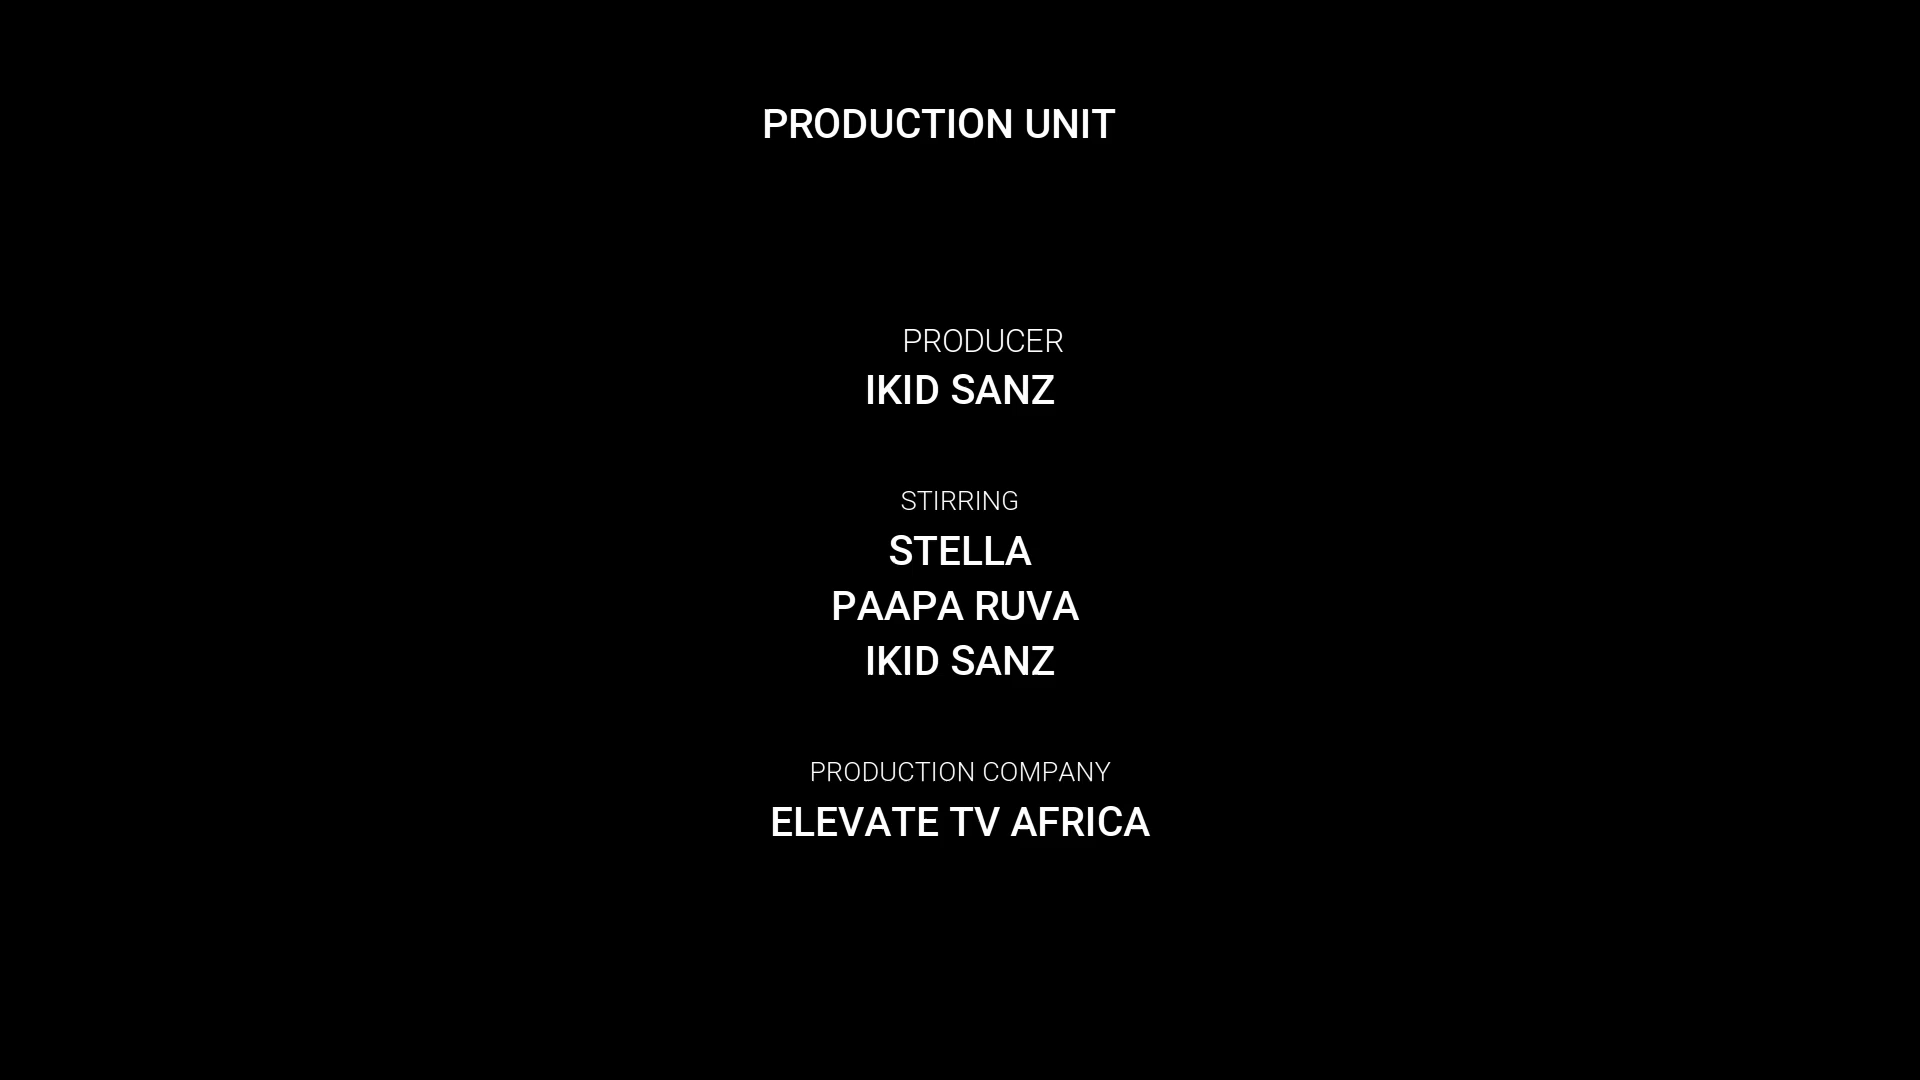 PRODUCTION UNIT
PRODUCER
IKID SANZ
STIRRING
STELLA
PAAPA RUVA
IKID SANZ
PRODUCTION COMPANY
ELEVATE TV AFRICA